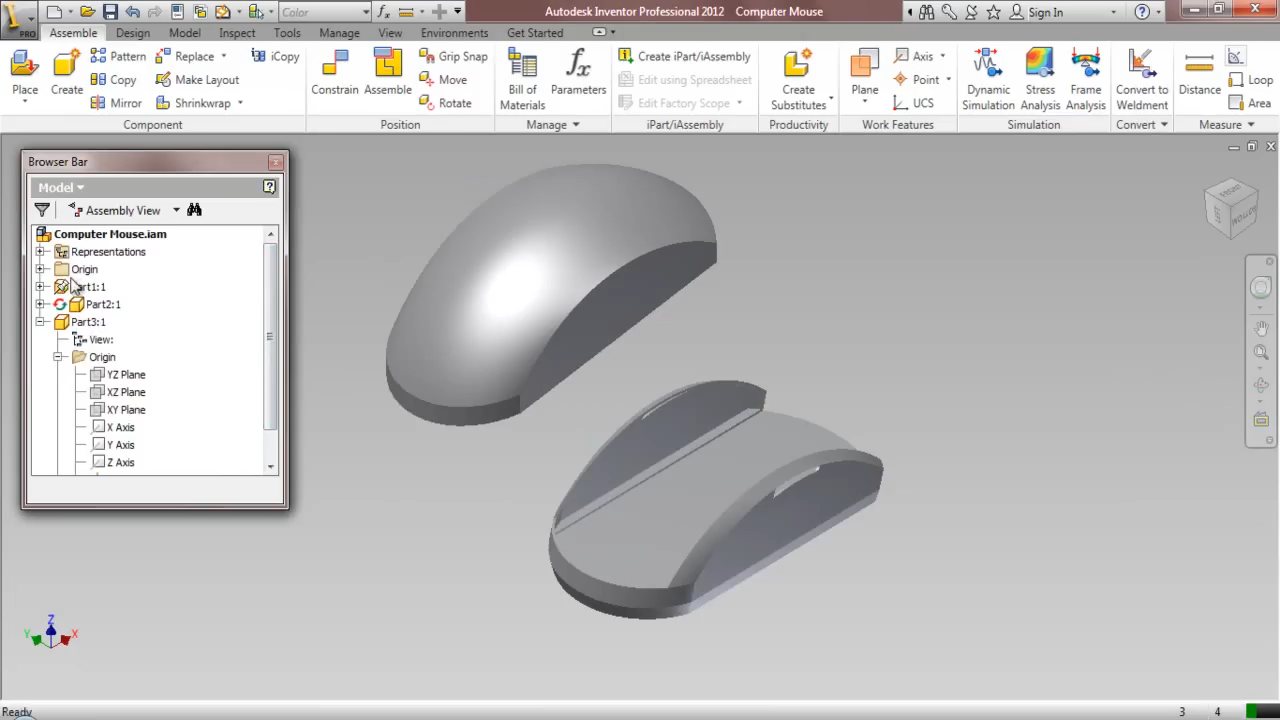 Color
Autodesk Inventor Professional 2012 Computer Mouse
Sign In
PRO
Assemble Design Model Inspect Tools Manage View Environments Get Started
Place
Create
Pattern
Copy
Mirror
Replace
Make Layout
Shrinkwrap
iCopy
Component
Constrain
Assemble
Grip Snap
Move
Rotate
Position
Bill of
Materials
Parameters
Manage
Create iPart/iAssembly
Edit using Spreadsheet
Edit Factory Scope
iPart/iAssembly
Create
Substitutes
Productivity
Plane
Axis
Point
UCS
Work Features
Dynamic
Simulation
Stress
Analysis
Frame
Analysis
Simulation
Convert to
Weldment
Convert
Distance
Loop
Area
Measure
Browser Bar
Model
Assembly View
Computer Mouse.iam
Representations
Origin
art1:1
Part2:1
Part3:1
View:
Origin
YZ Plane
XZ Plane
XY Plane
X Axis
Y Axis
Z Axis
FRONT
BOTTOM
Z
Y
X
Ready
3 4